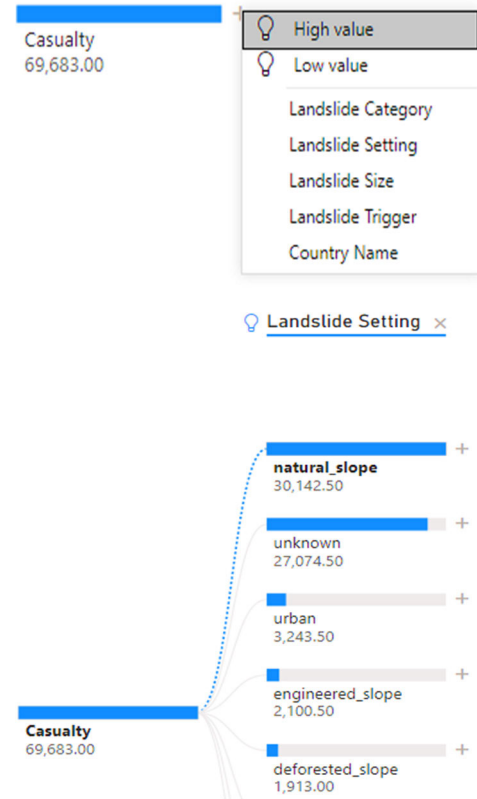 Casualty
69,683.00
High value
Low value
Landslide Category
Landslide Setting
Landslide Size
Landslide Trigger
Country Name
Landslide Setting ×
natural_slope
30,142.50
unknown
27,074.50
urban
3,243.50
engineered_slope
2,100.50
Casualty
69,683.00
deforested_slope
1,913.00